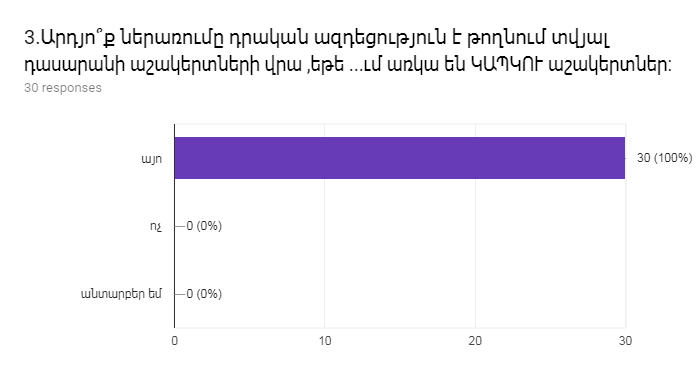 3.Արդյո՞ք ներառումը դրական ազդեցություն է թողնում տվյալ
դասարանի աշակերտների վրա ,եթե ...ւմ առկա են ԿԱՊԿՈՒ աշակերտներ:
30 responses
այո
30 (100%)
ոչ
0 (0%)
անտարբեր եմ
0 (0%)
0
10
20
30